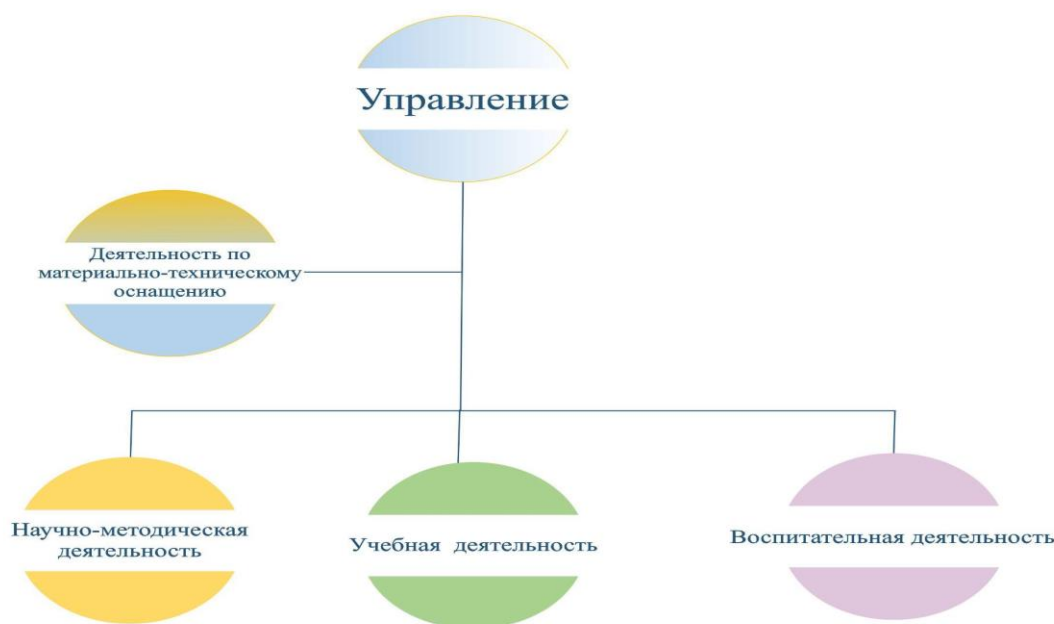 Управление
Деятельность по
материально-техническому
оснащению
Научно-методическая
деятельность
Учебная деятельность
Воспитательная деятельность